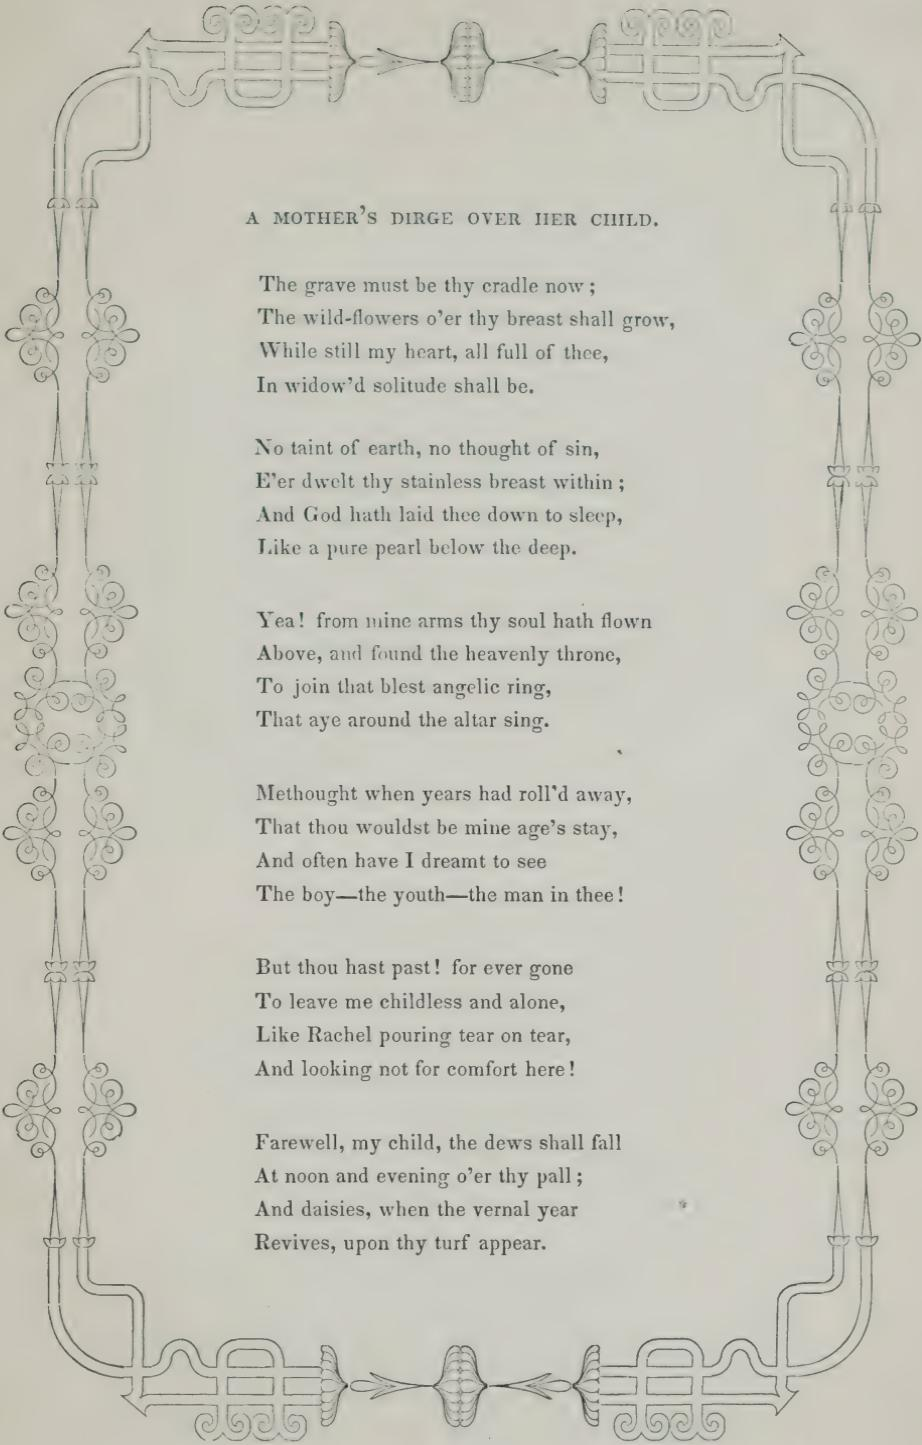 A MOTHER'S DIRGE OVER HER CHILD.
The grave must be thy cradle now ;
The wild-flowers o'er thy breast shall grow,
While still my heart, all full of thee,
In widow'd solitude shall be.
No taint of earth, no thought of sin,
E'er dwelt thy stainless breast within ;
And God hath laid thee down to sleep,
Like a pure pearl below the deep.
Yea! from mine arms thy soul hath flown
Above, and found the heavenly throne,
To join that blest angelic ring,
That aye around the altar sing.
Methought when years had roll'd away,
That thou wouldst be mine age's stay,
And often have I dreamt to see
The boy—the youth—the man in thee!
But thou hast past! for ever gone
To leave me childless and alone,
Like Rachel pouring tear on tear,
And looking not for comfort here!
Farewell, my child, the dews shall fall
At noon and evening o'er thy pall ;
And daisies, when the vernal year
Revives, upon thy turf appear.